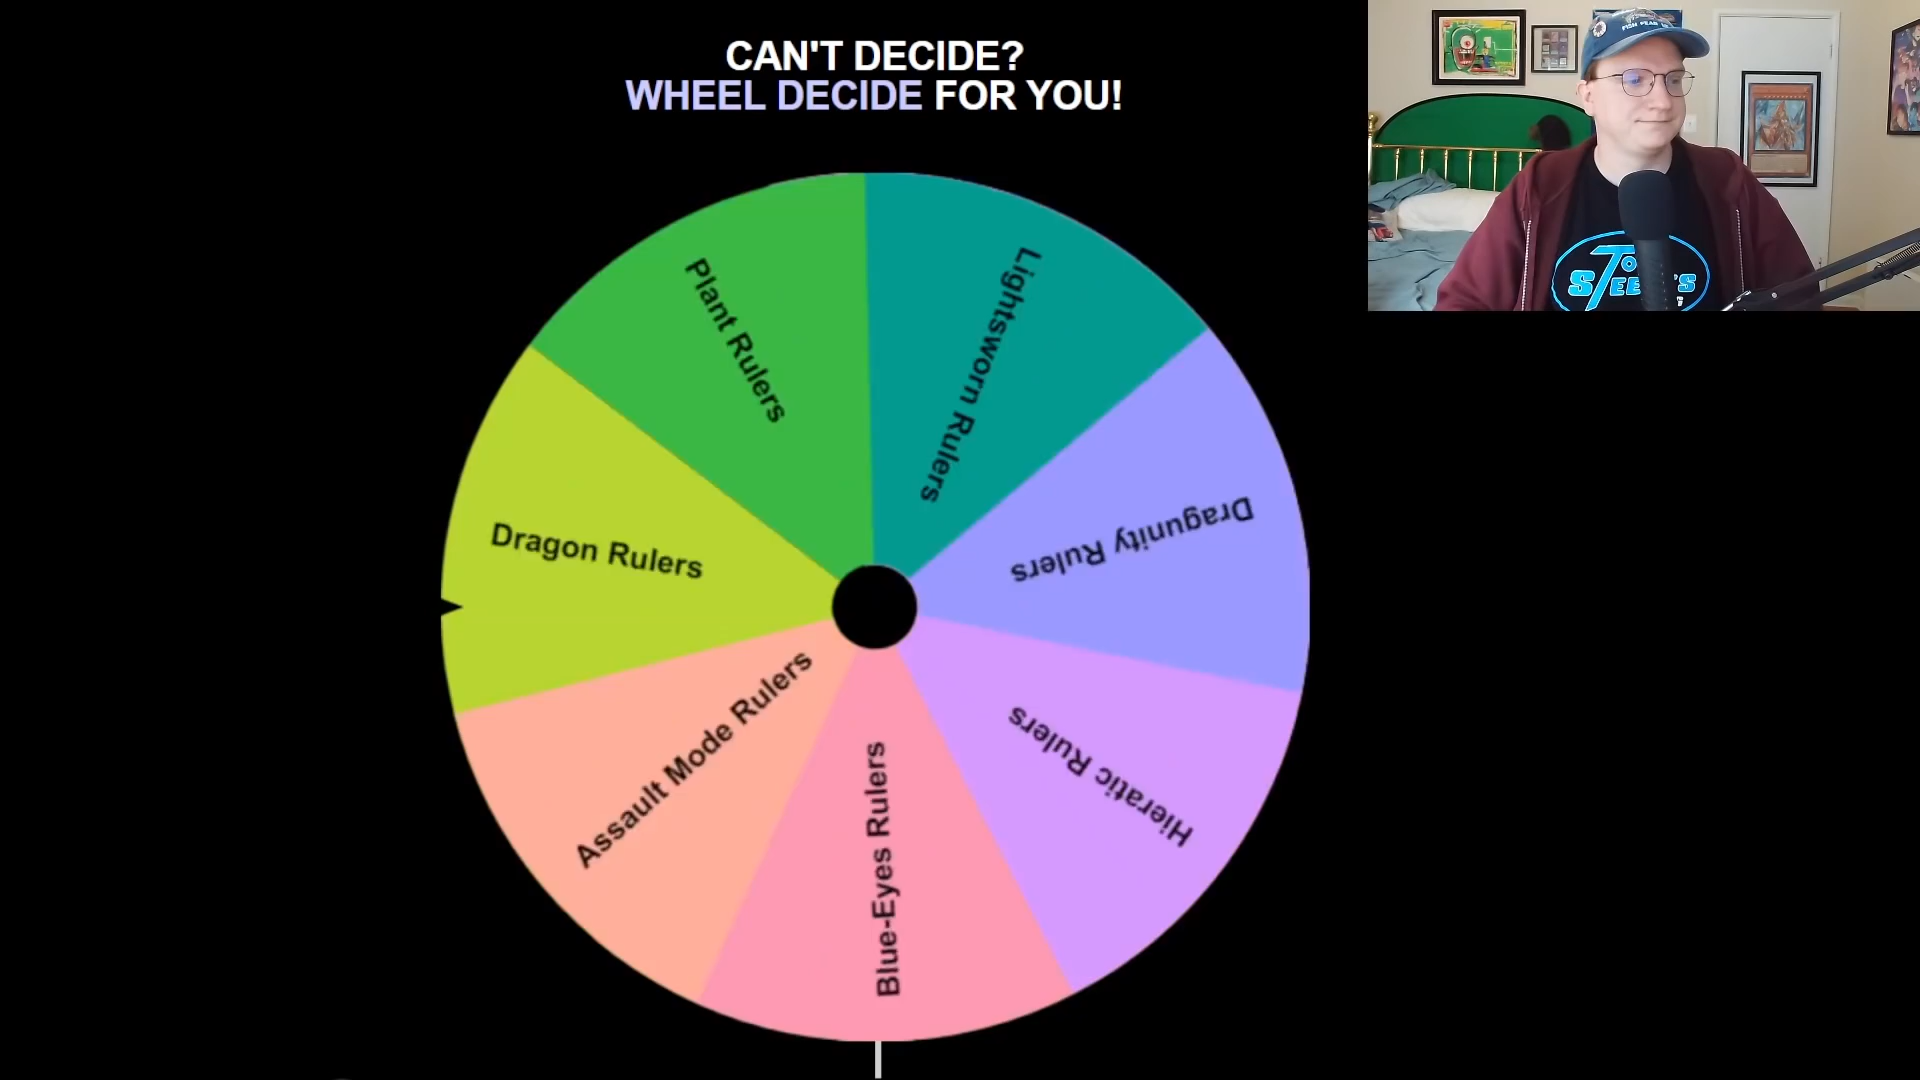 CAN'T DECIDE?
WHEEL DECIDE FOR YOU!
Plant Rulers
Lightsworn Rulers
Dragon Rulers
Dragunity Rulers
Assault Mode Rulers
Blue-Eyes Rulers
Hieratic Rulers